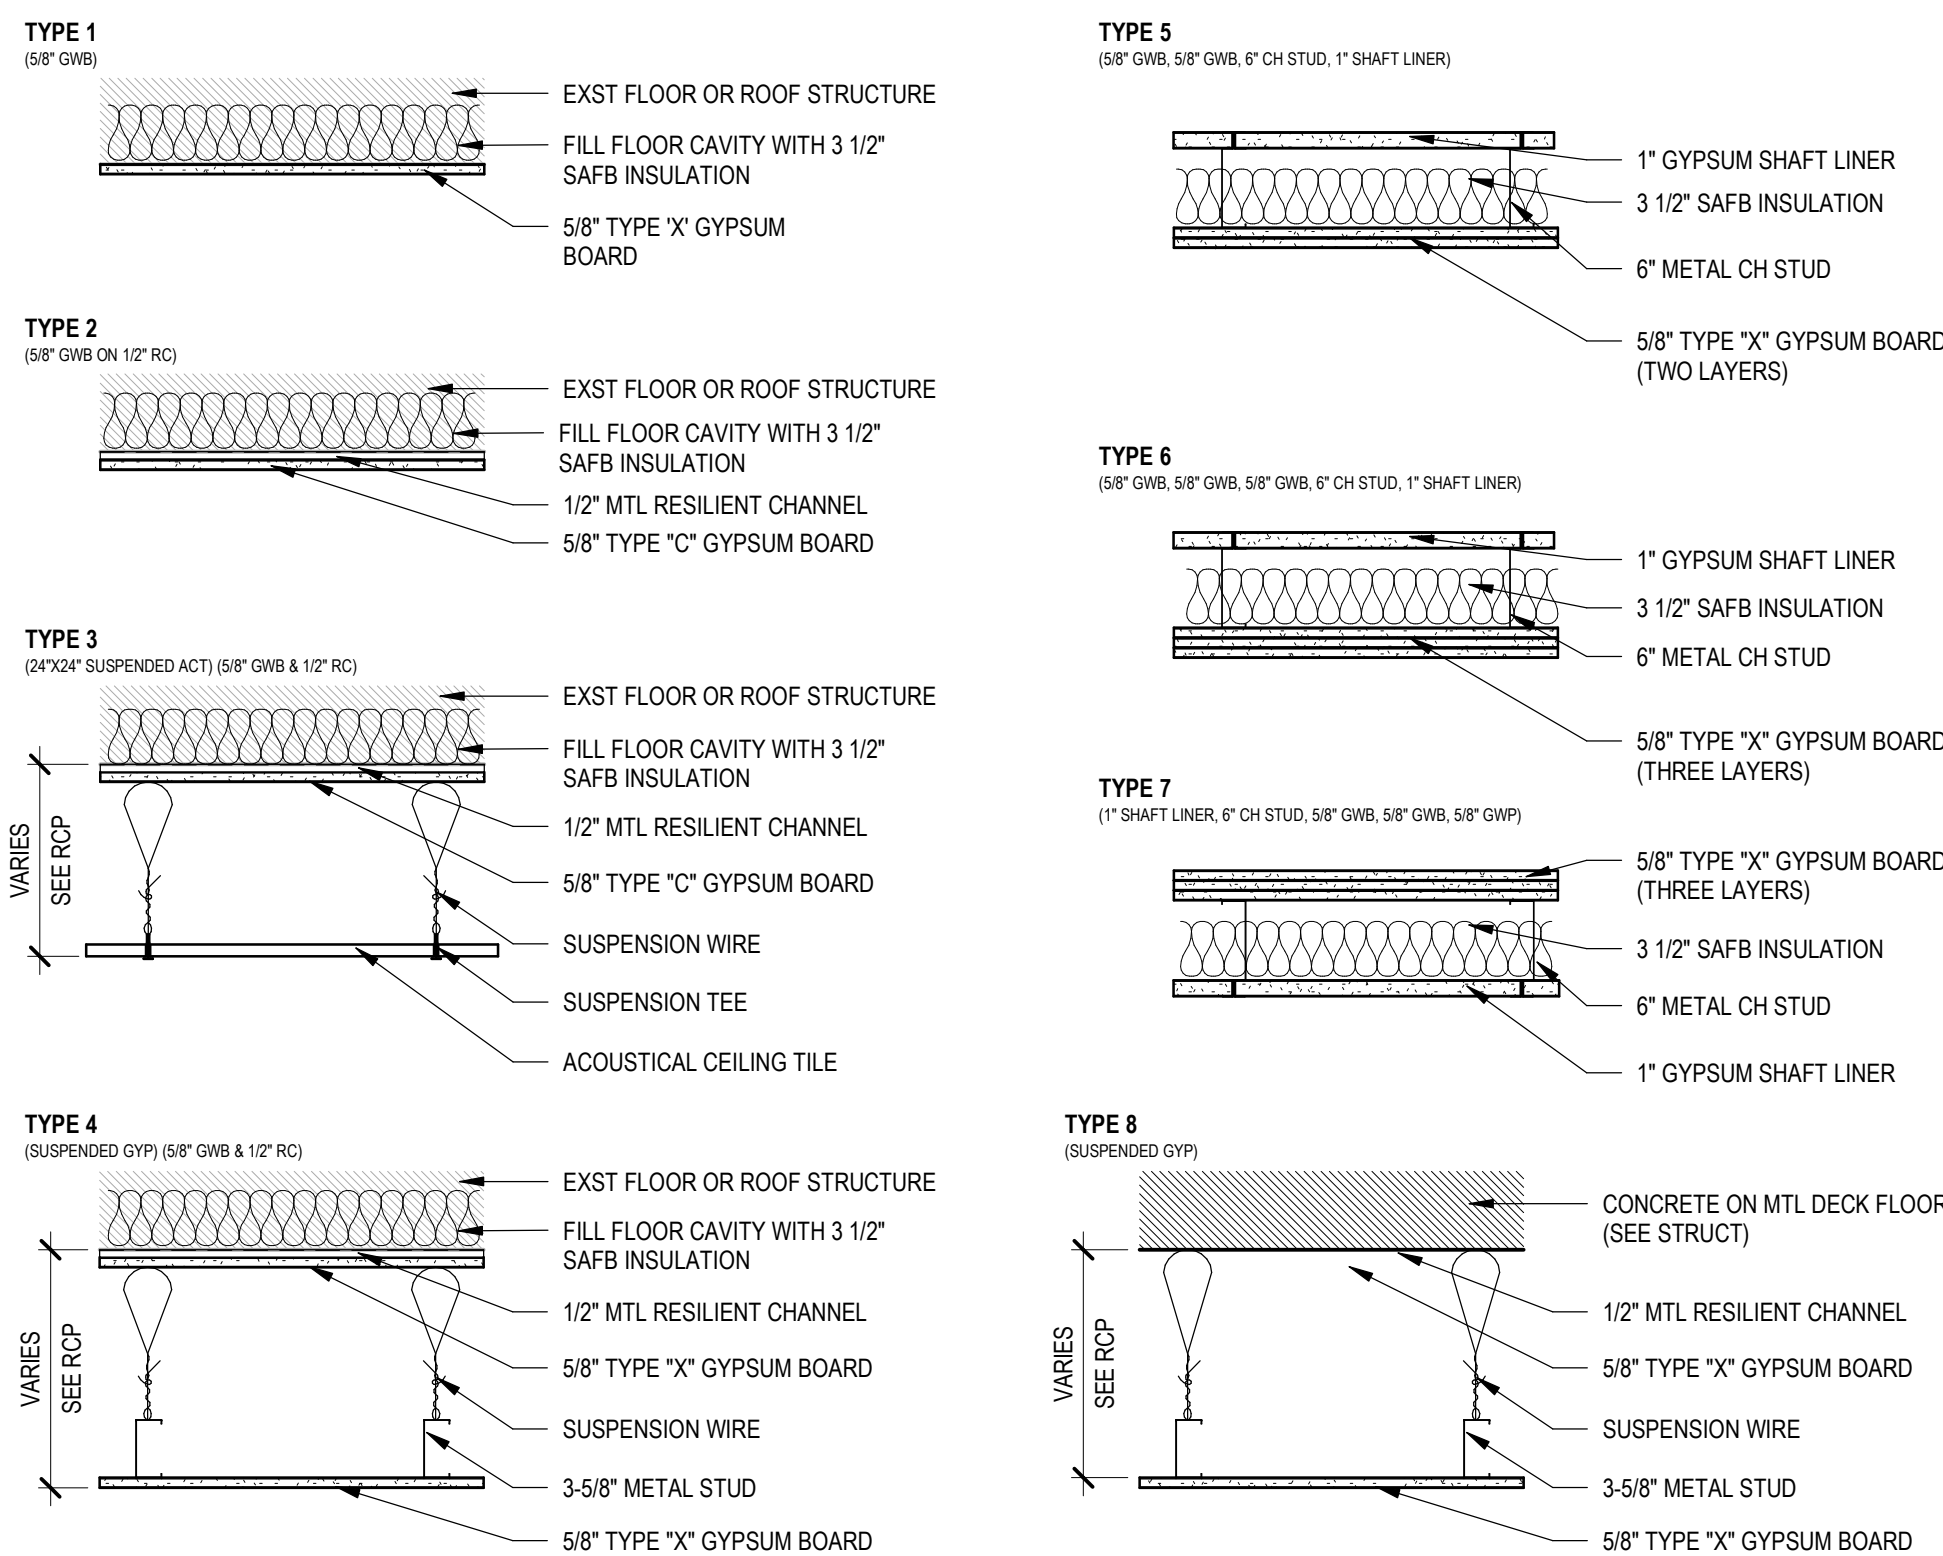 TYPE 1
(5/8" GWB)
EXST FLOOR OR ROOF STRUCTURE
FILL FLOOR CAVITY WITH 3 1/2"
SAFB INSULATION
5/8" TYPE 'X' GYPSUM
BOARD
TYPE 2
(5/8" GWB ON 1/2" RC)
EXST FLOOR OR ROOF STRUCTURE
FILL FLOOR CAVITY WITH 3 1/2"
SAFB INSULATION
1/2" MTL RESILIENT CHANNEL
5/8" TYPE "C" GYPSUM BOARD
TYPE 3
(24"X24" SUSPENDED ACT) (5/8" GWB & 1/2" RC)
EXST FLOOR OR ROOF STRUCTURE
FILL FLOOR CAVITY WITH 3 1/2"
SAFB INSULATION
1/2" MTL RESILIENT CHANNEL
5/8" TYPE "C" GYPSUM BOARD
SUSPENSION WIRE
SUSPENSION TEE
ACOUSTICAL CEILING TILE
VARIES
SEE RCP
TYPE 4
(SUSPENDED GYP) (5/8" GWB & 1/2" RC)
EXST FLOOR OR ROOF STRUCTURE
FILL FLOOR CAVITY WITH 3 1/2"
SAFB INSULATION
1/2" MTL RESILIENT CHANNEL
5/8" TYPE "X" GYPSUM BOARD
SUSPENSION WIRE
3-5/8" METAL STUD
5/8" TYPE "X" GYPSUM BOARD
VARIES
SEE RCP
TYPE 5
(5/8" GWB, 5/8" GWB, 6" CH STUD, 1" SHAFT LINER)
1" GYPSUM SHAFT LINER
3 1/2" SAFB INSULATION
6" METAL CH STUD
5/8" TYPE "X" GYPSUM BOARD
(TWO LAYERS)
TYPE 6
(5/8" GWB, 5/8" GWB, 5/8" GWB, 6" CH STUD, 1" SHAFT LINER)
1" GYPSUM SHAFT LINER
3 1/2" SAFB INSULATION
6" METAL CH STUD
5/8" TYPE "X" GYPSUM BOARD
(THREE LAYERS)
TYPE 7
(1" SHAFT LINER, 6" CH STUD, 5/8" GWB, 5/8" GWB, 5/8" GWP)
5/8" TYPE "X" GYPSUM BOARD
(THREE LAYERS)
3 1/2" SAFB INSULATION
6" METAL CH STUD
1" GYPSUM SHAFT LINER
TYPE 8
(SUSPENDED GYP)
CONCRETE ON MTL DECK FLOOR
(SEE STRUCT)
1/2" MTL RESILIENT CHANNEL
5/8" TYPE "X" GYPSUM BOARD
SUSPENSION WIRE
3-5/8" METAL STUD
5/8" TYPE "X" GYPSUM BOARD
VARIES
SEE RCP